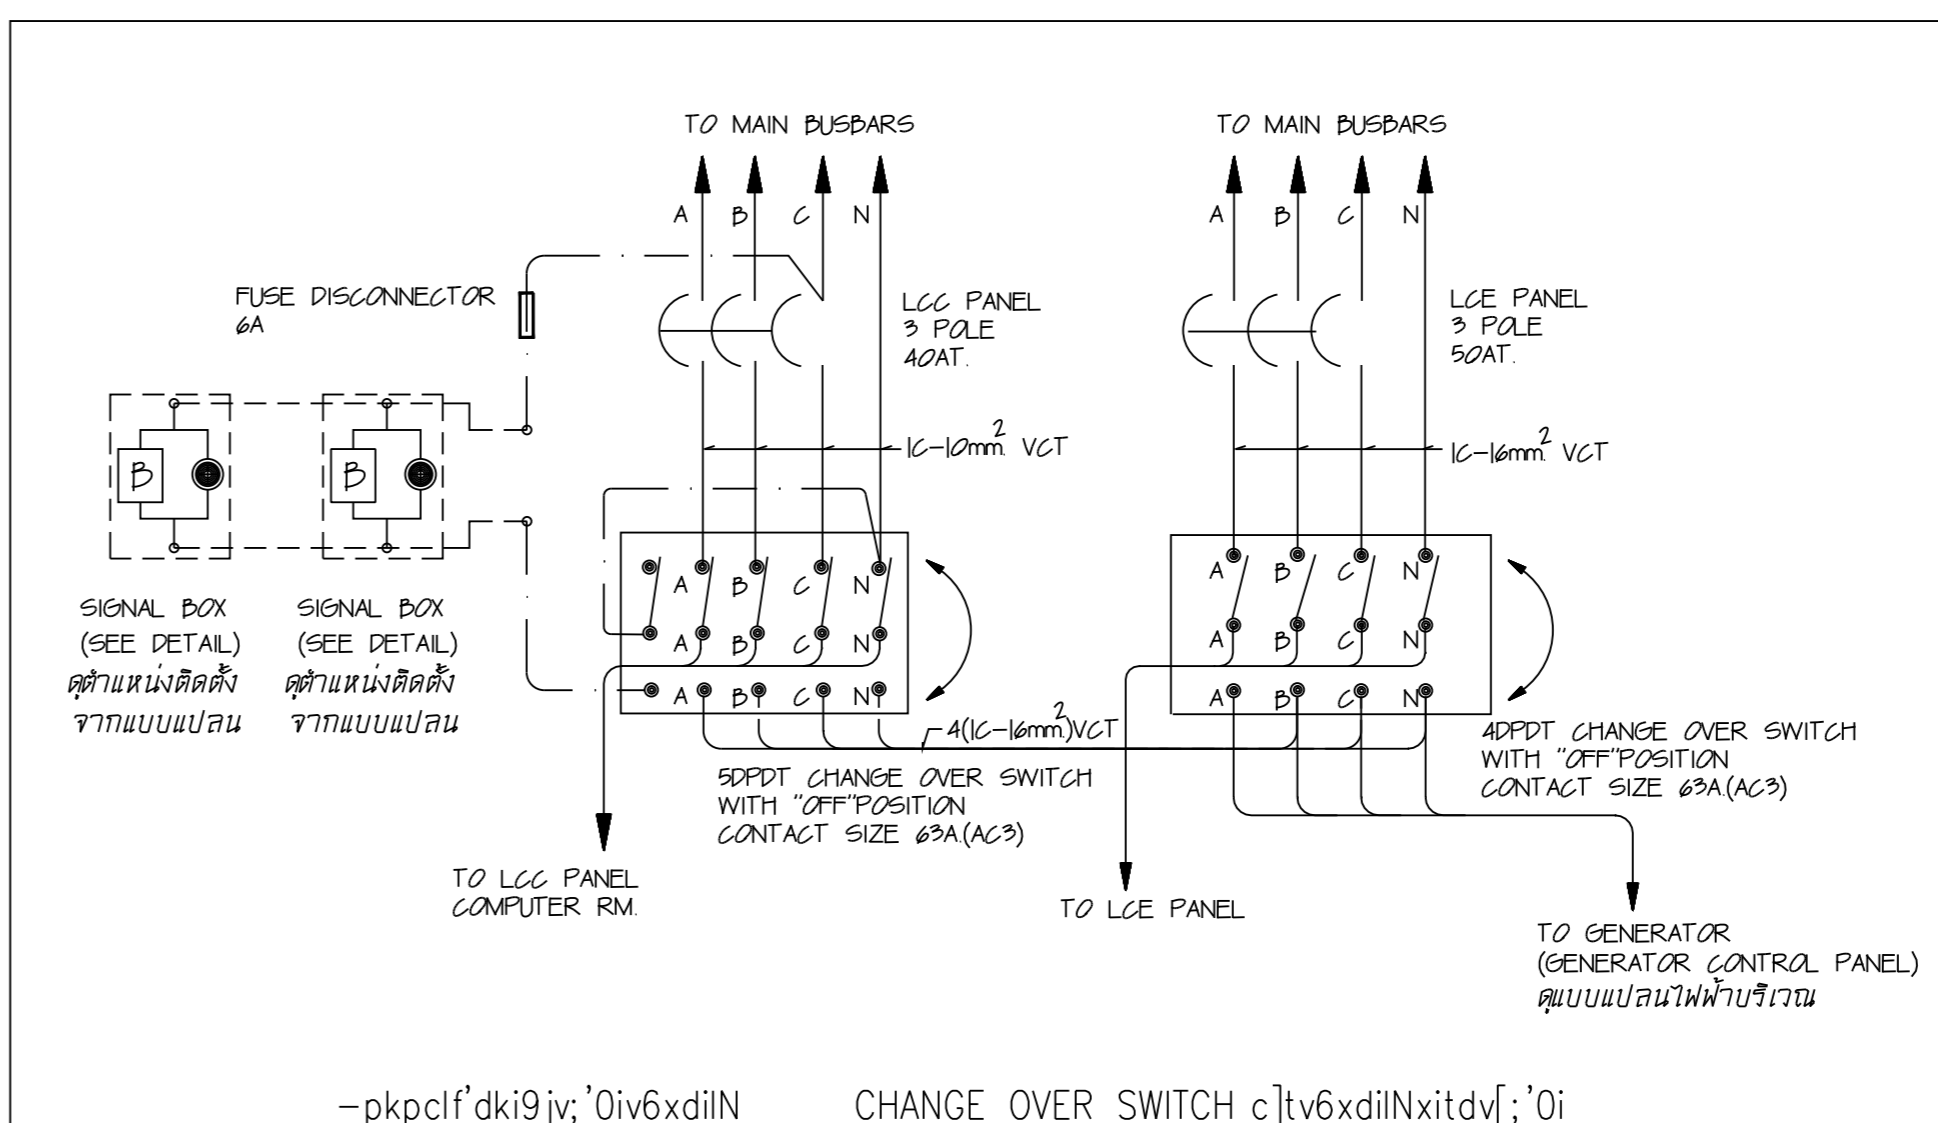 TO MAIN BUSBARS
TO MAIN BUSBARS
A B C N
A B C N
FUSE DISCONNECTOR
6A
LCC PANEL
3 POLE
40AT.
LCE PANEL
3 POLE
50AT.
1C-10mm.² VCT
1C-16mm.² VCT
B
B
SIGNAL BOX
(SEE DETAIL)
ดูตำแหน่งติดตั้ง
จากแบบแปลน
SIGNAL BOX
(SEE DETAIL)
ดูตำแหน่งติดตั้ง
จากแบบแปลน
A B C N
A B C N
A B C N
A B C N
A B C N
A B C N
4(1C-16mm.²)VCT
5DPDT CHANGE OVER SWITCH
WITH "OFF"POSITION
CONTACT SIZE 63A.(AC3)
4DPDT CHANGE OVER SWITCH
WITH "OFF"POSITION
CONTACT SIZE 63A.(AC3)
TO LCC PANEL
COMPUTER RM.
TO LCE PANEL
TO GENERATOR
(GENERATOR CONTROL PANEL)
ดูแบบแปลนไฟฟ้าบริเวณ
-pkpclf'dki9jv;'0iv6xdilN CHANGE OVER SWITCH c]tv6xdilNxitdv[;'0i